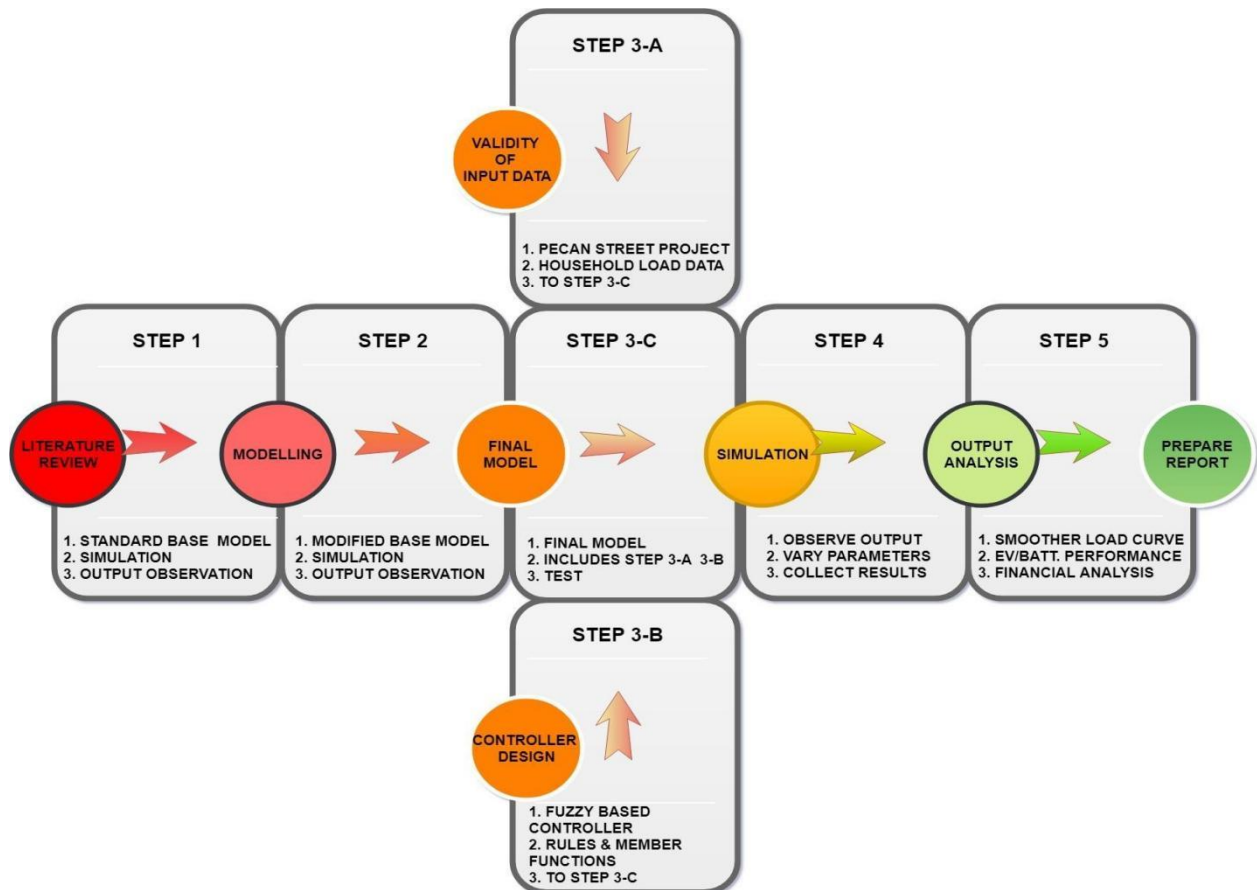 STEP 3-A
VALIDITY
OF
INPUT DATA
1. PECAN STREET PROJECT
2. HOUSEHOLD LOAD DATA
3. TO STEP 3-C
STEP 1
LITERATURE
REVIEW
1. STANDARD BASE MODEL
2. SIMULATION
3. OUTPUT OBSERVATION
STEP 2
MODELLING
1. MODIFIED BASE MODEL
2. SIMULATION
3. OUTPUT OBSERVATION
STEP 3-C
FINAL
MODEL
1. FINAL MODEL
2. INCLUDES STEP 3-A 3-B
3. TEST
STEP 4
SIMULATION
1. OBSERVE OUTPUT
2. VARY PARAMETERS
3. COLLECT RESULTS
STEP 5
OUTPUT
ANALYSIS
1. SMOOTHER LOAD CURVE
2. EV/BATT. PERFORMANCE
3. FINANCIAL ANALYSIS
PREPARE
REPORT
STEP 3-B
CONTROLLER
DESIGN
1. FUZZY BASED
CONTROLLER
2. RULES & MEMBER
FUNCTIONS
3. TO STEP 3-C